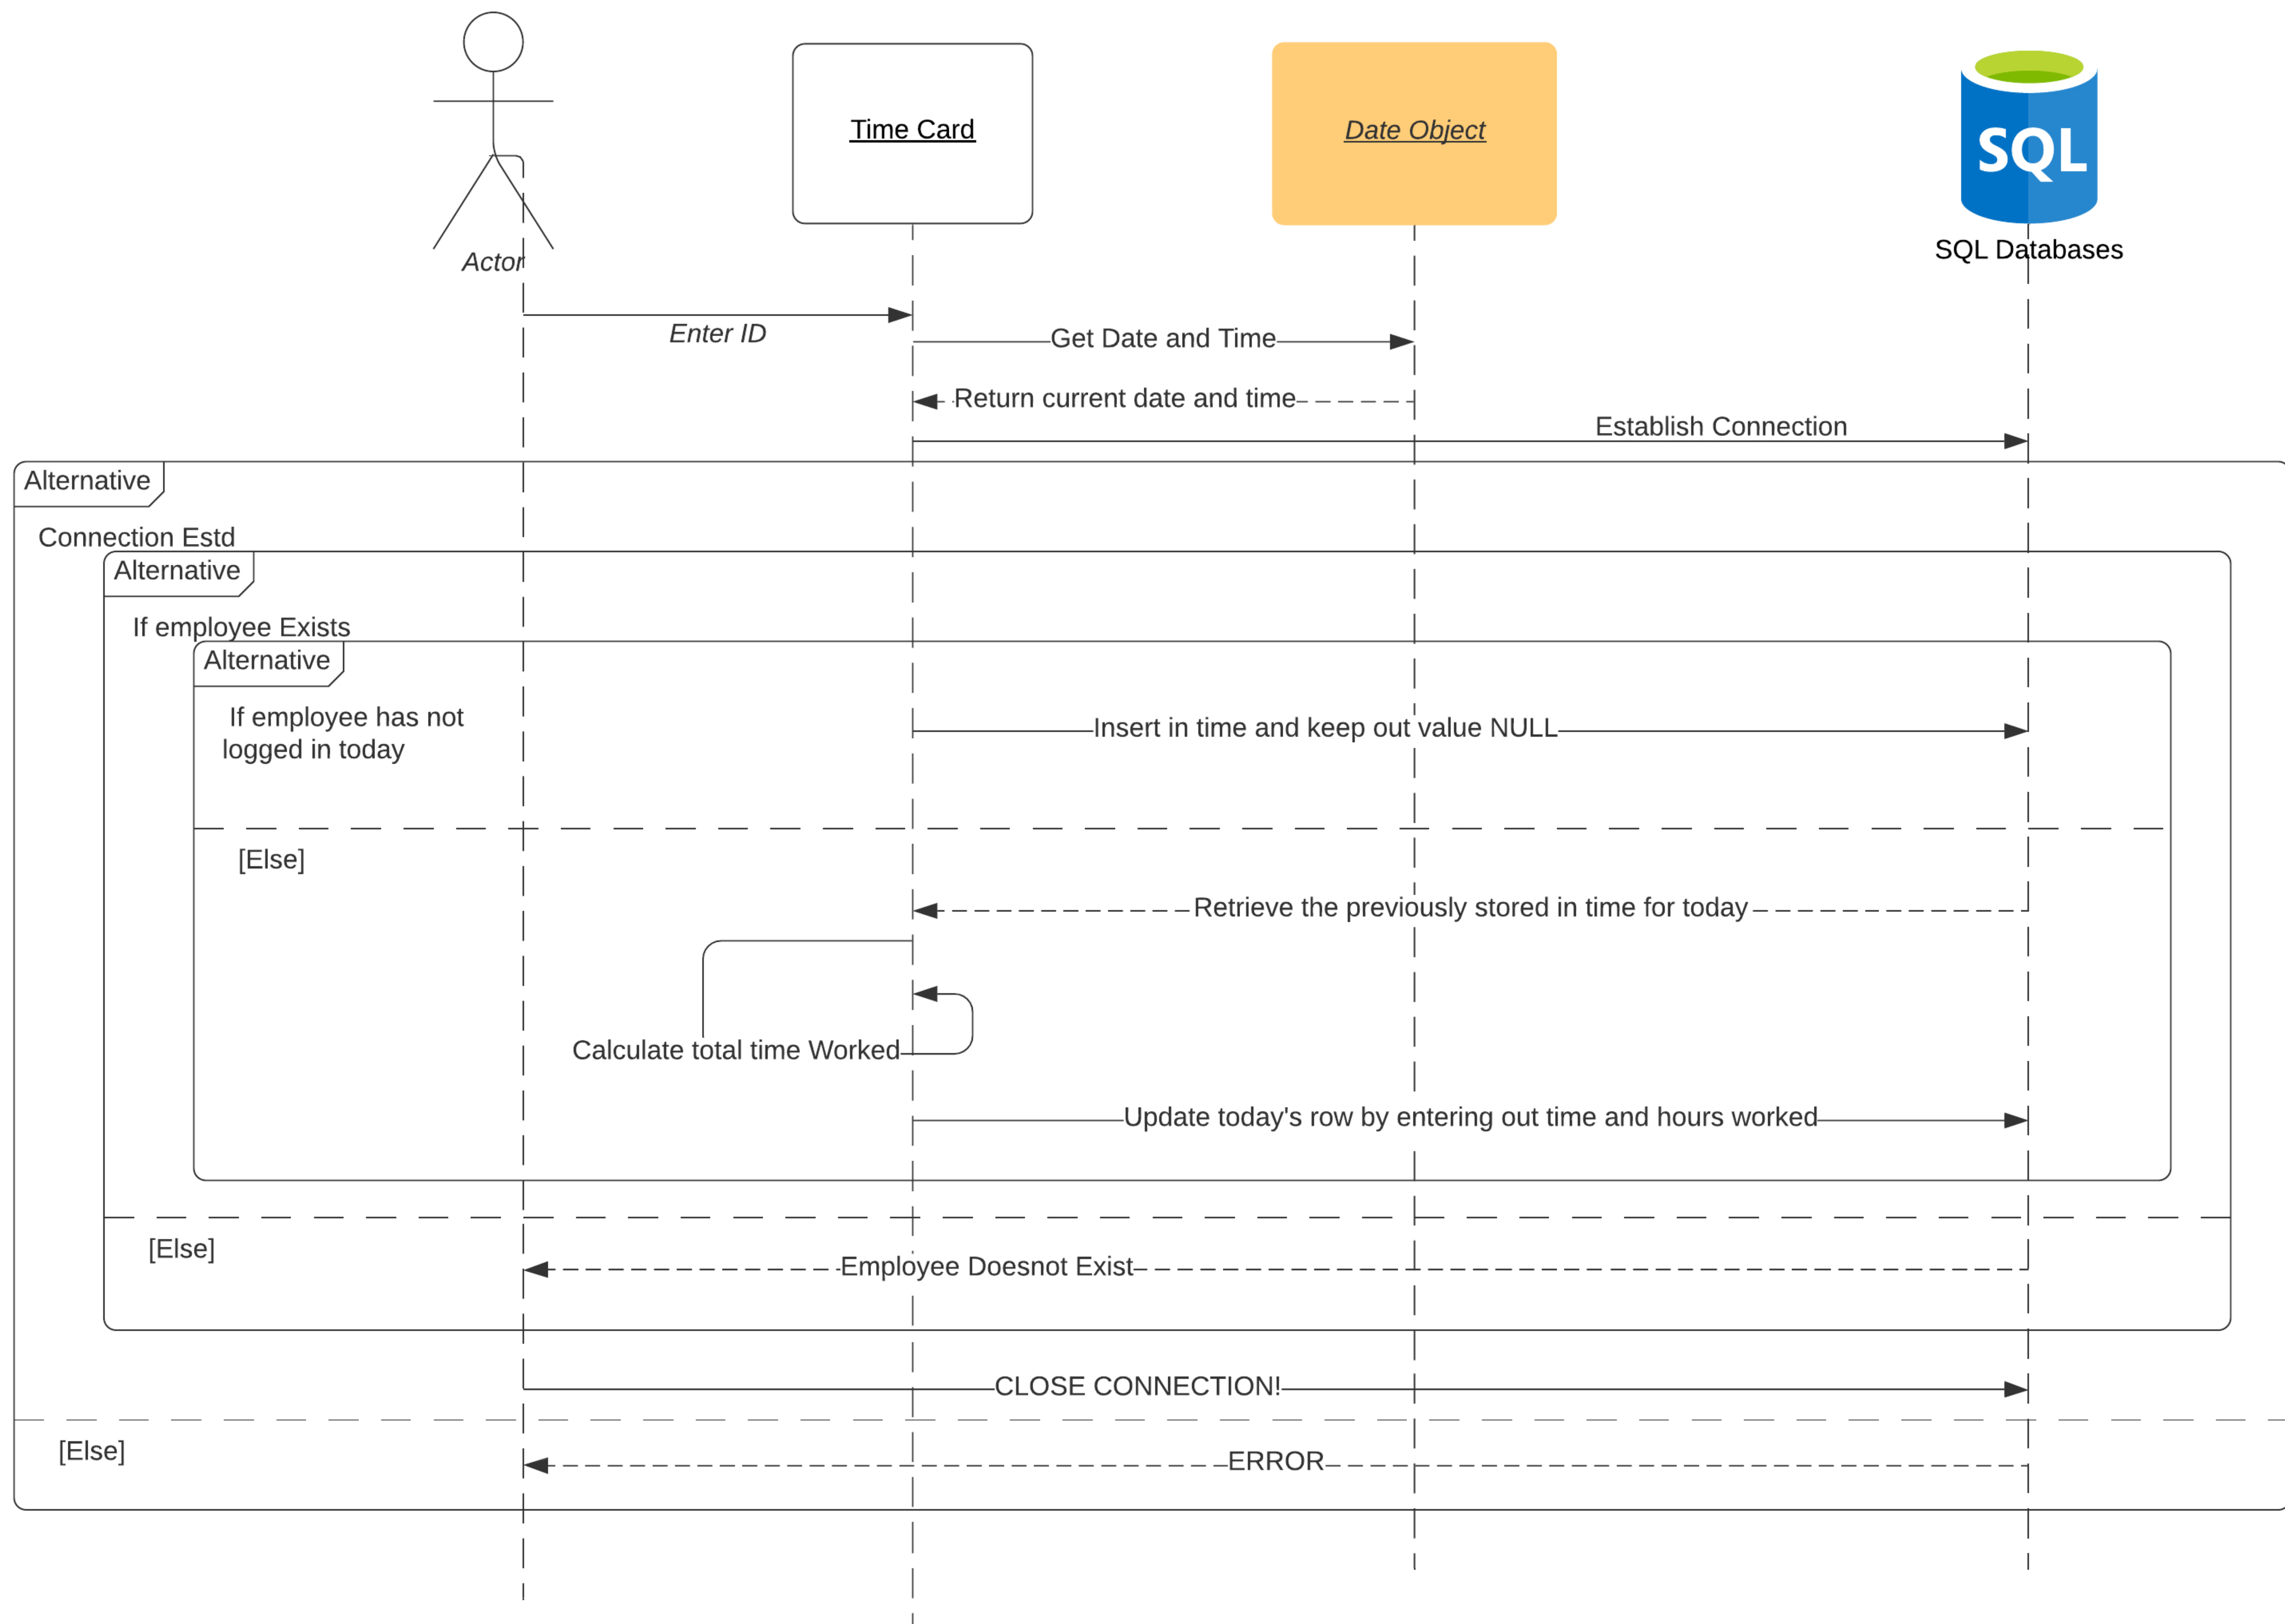 Time Card
Date Object
SQL
SQL Databases
Actor
Enter ID
Get Date and Time
Return current date and time
Establish Connection
Alternative
Connection Estd
Alternative
If employee Exists
Alternative
If employee has not
logged in today
Insert in time and keep out value NULL
[Else]
Retrieve the previously stored in time for today
Calculate total time Worked
Update today's row by entering out time and hours worked
[Else]
Employee Doesnot Exist
CLOSE CONNECTION!
[Else]
ERROR